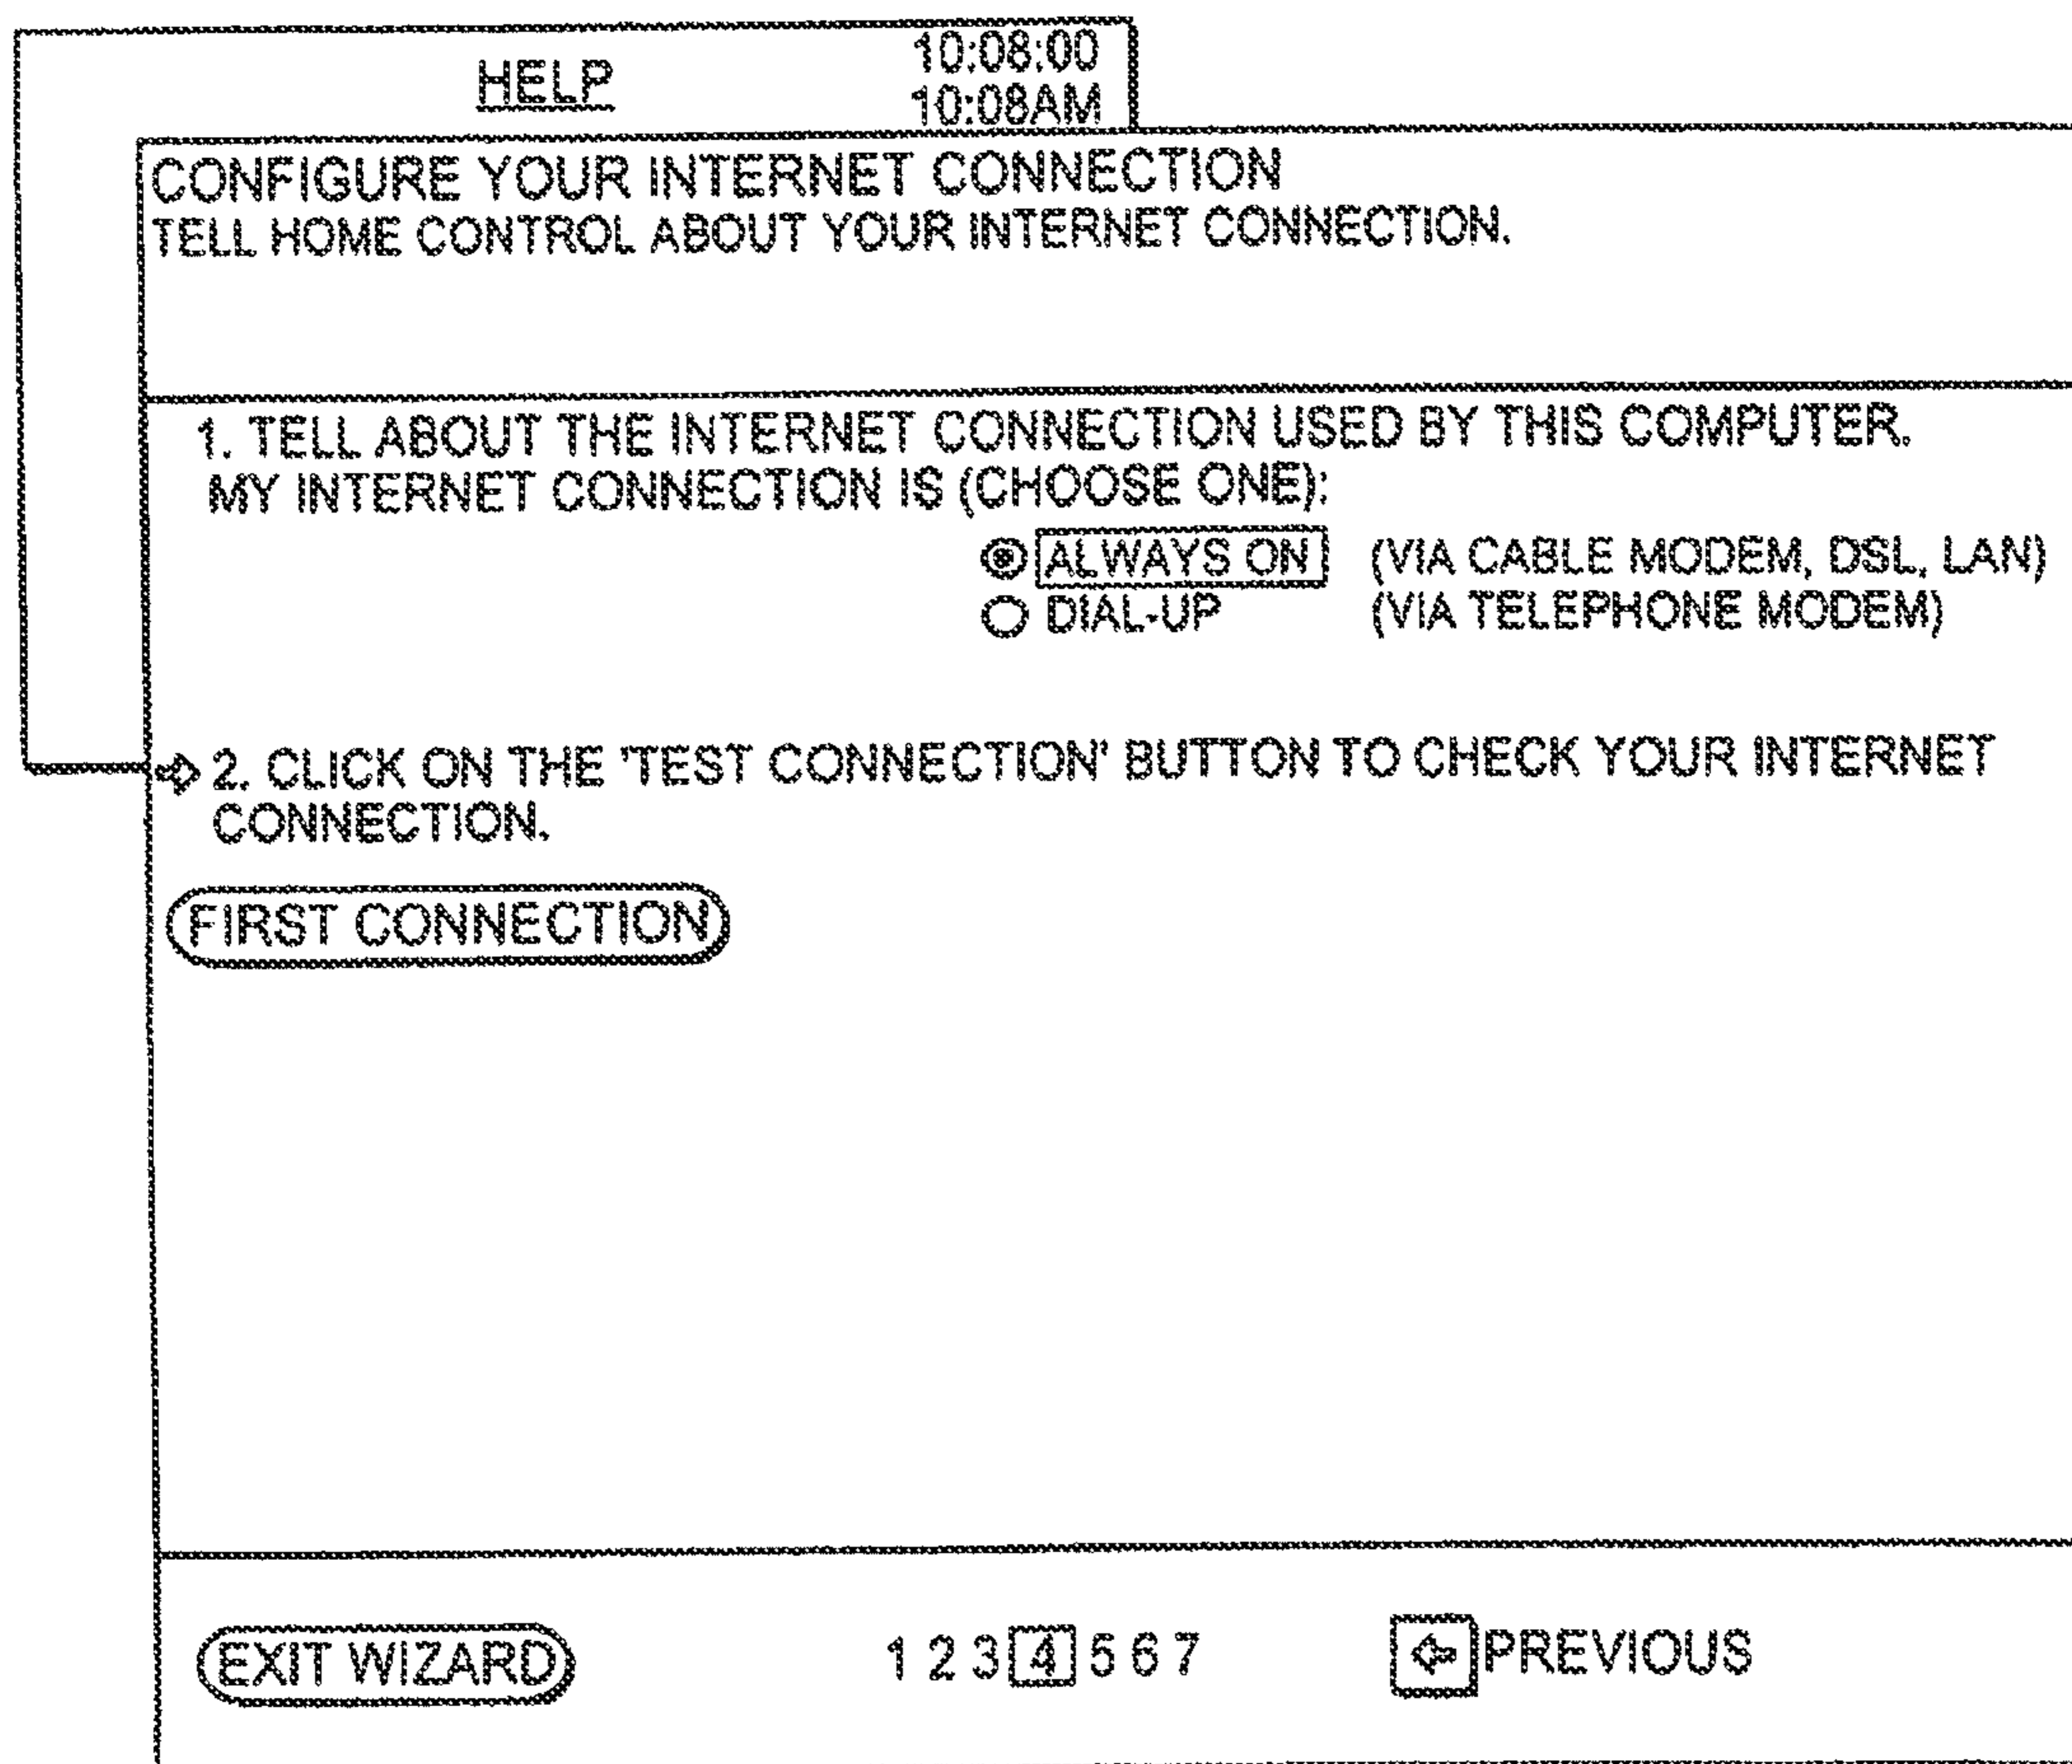 HELP
10:08:00
10:08AM
CONFIGURE YOUR INTERNET CONNECTION
TELL HOME CONTROL ABOUT YOUR INTERNET CONNECTION.
1. TELL ABOUT THE INTERNET CONNECTION USED BY THIS COMPUTER.
MY INTERNET CONNECTION IS (CHOOSE ONE):
ALWAYS ON (VIA CABLE MODEM, DSL, LAN)
DIAL-UP (VIA TELEPHONE MODEM)
2. CLICK ON THE 'TEST CONNECTION' BUTTON TO CHECK YOUR INTERNET
CONNECTION.
FIRST CONNECTION
EXIT WIZARD 1 2 3 4 5 6 7 PREVIOUS